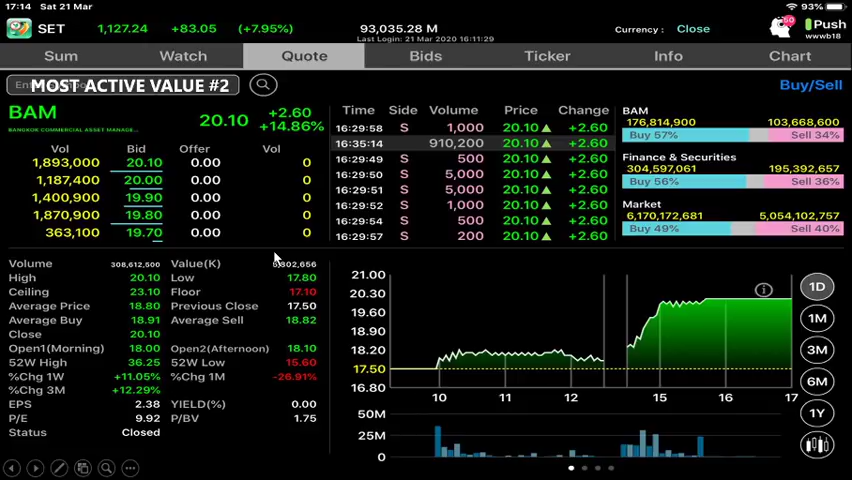 17:14 Sat 21 Mar 93%
SET 1,127.24 +83.05 (+7.95%) 93,035.28 M Currency : Close 50 Push
Last Login: 21 Mar 2020 16:11:29 wwwb18
Sum Watch Quote Bids Ticker Info Chart
MOST ACTIVE VALUE #2 Buy/Sell
BAM 20.10 +2.60
+14.86%
BANGKOK COMMERCIAL ASSET MANAGE...
Vol Bid Offer Vol
1,893,000 20.10 0.00 0
1,187,400 20.00 0.00 0
1,400,900 19.90 0.00 0
1,870,900 19.80 0.00 0
363,100 19.70 0.00 0
Time Side Volume Price Change
16:29:58 S 1,000 20.10 +2.60
16:35:14 910,200 20.10 +2.60
16:29:49 S 500 20.10 +2.60
16:29:50 S 5,000 20.10 +2.60
16:29:51 S 5,000 20.10 +2.60
16:29:52 S 1,000 20.10 +2.60
16:29:54 S 500 20.10 +2.60
16:29:57 S 200 20.10 +2.60
BAM
176,814,900 103,668,600
Buy 57% Sell 34%
Finance & Securities
304,597,061 195,392,657
Buy 56% Sell 36%
Market
6,170,172,681 5,054,102,757
Buy 49% Sell 40%
Volume 308,612,500 Value(K)
High 20.10 Low 17.80
Ceiling 23.10 Floor 17.10
Average Price 18.80 Previous Close 17.50
Average Buy 18.91 Average Sell 18.82
Close 20.10
Open1(Morning) 18.00 Open2(Afternoon) 18.10
52W High 36.25 52W Low 15.60
%Chg 1W +11.05% %Chg 1M -26.91%
%Chg 3M +12.29%
EPS 2.38 YIELD(%) 0.00
P/E 9.92 P/BV 1.75
Status Closed
21.00
20.30
19.60
18.90
18.20
17.50
16.80
10 11 12 15 16 17
50M
25M
0
1D
1M
3M
6M
1Y